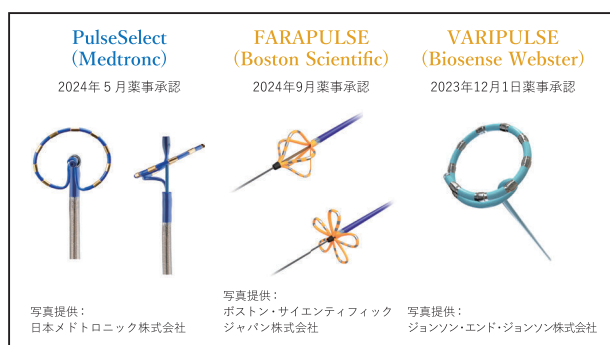 PulseSelect
(Medtronc)
2024年5月薬事承認
写真提供：
日本メドトロニック株式会社
FARAPULSE
(Boston Scientific)
2024年9月薬事承認
写真提供：
ボストン・サイエンティフィック
ジャパン株式会社
VARIPULSE
(Biosense Webster)
2023年12月1日薬事承認
写真提供：
ジョンソン・エンド・ジョンソン株式会社